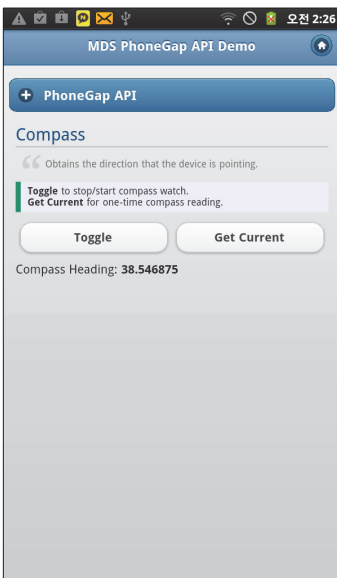 오전 2:26
MDS PhoneGap API Demo
PhoneGap API
Compass
Obtains the direction that the device is pointing.
Toggle to stop/start compass watch.
Get Current for one-time compass reading.
Toggle Get Current
Compass Heading: 38.546875